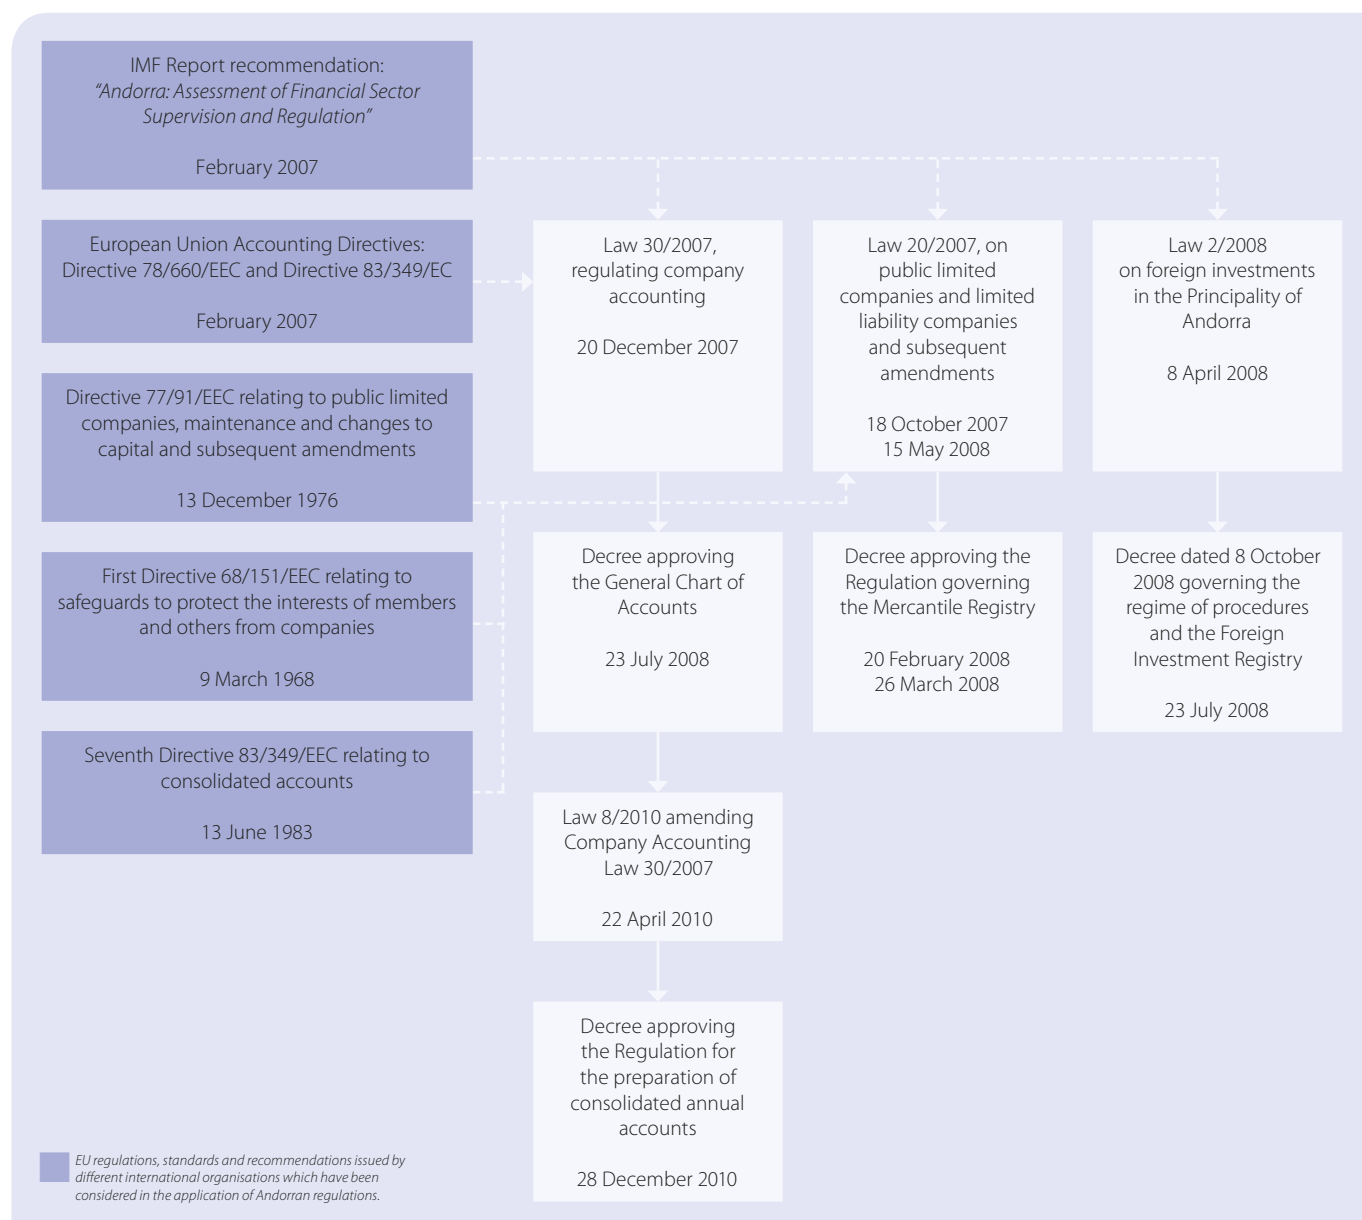 IMF Report recommendation:
“Andorra: Assessment of Financial Sector
Supervision and Regulation”
February 2007
European Union Accounting Directives:
Directive 78/660/EEC and Directive 83/349/EC
February 2007
Directive 77/91/EEC relating to public limited
companies, maintenance and changes to
capital and subsequent amendments
13 December 1976
First Directive 68/151/EEC relating to
safeguards to protect the interests of members
and others from companies
9 March 1968
Seventh Directive 83/349/EEC relating to
consolidated accounts
13 June 1983
Law 30/2007,
regulating company
accounting
20 December 2007
Decree approving
the General Chart of
Accounts
23 July 2008
Law 8/2010 amending
Company Accounting
Law 30/2007
22 April 2010
Decree approving
the Regulation for
the preparation of
consolidated annual
accounts
28 December 2010
Law 20/2007, on
public limited
companies and limited
liability companies
and subsequent
amendments
18 October 2007
15 May 2008
Decree approving the
Regulation governing
the Mercantile Registry
20 February 2008
26 March 2008
Law 2/2008
on foreign investments
in the Principality of
Andorra
8 April 2008
Decree dated 8 October
2008 governing the
regime of procedures
and the Foreign
Investment Registry
23 July 2008
EU regulations, standards and recommendations issued by
different international organisations which have been
considered in the application of Andorran regulations.